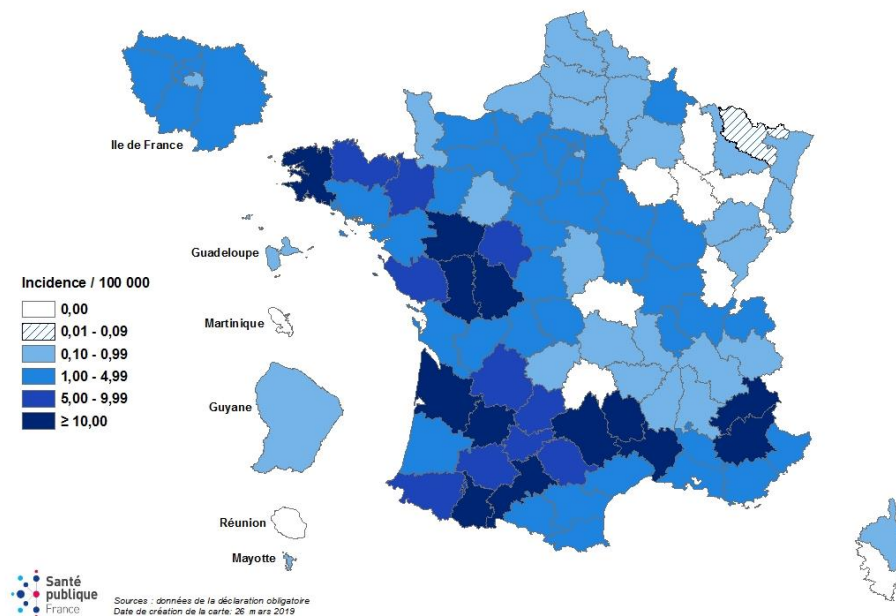 Ile de France
Guadeloupe
Incidence / 100 000
0,00
0,01 - 0,09
0,10 - 0,99
1,00 - 4,99
5,00 - 9,99
≥ 10,00
Martinique
Guyane
Réunion
Mayotte
Santé
publique
France
Sources : données de la déclaration obligatoire
Date de création de la carte: 26 mars 2019